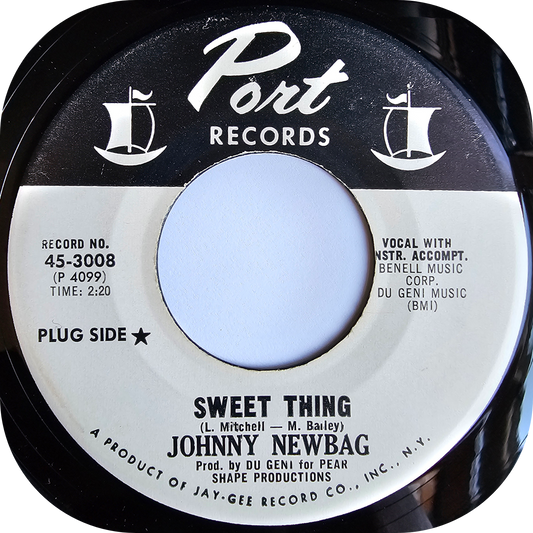 Port
RECORDS
RECORD NO.
45-3008
(P 4099)
TIME: 2:20
PLUG SIDE ★
VOCAL WITH
INSTR. ACCOMPT.
BENELL MUSIC
CORP.
DU GENI MUSIC
(BMI)
SWEET THING
(L. Mitchell — M. Bailey)
JOHNNY NEWBAG
Prod. by DU GENI for PEAR
SHAPE PRODUCTIONS
A PRODUCT OF JAY-GEE RECORD CO., INC., N.Y.